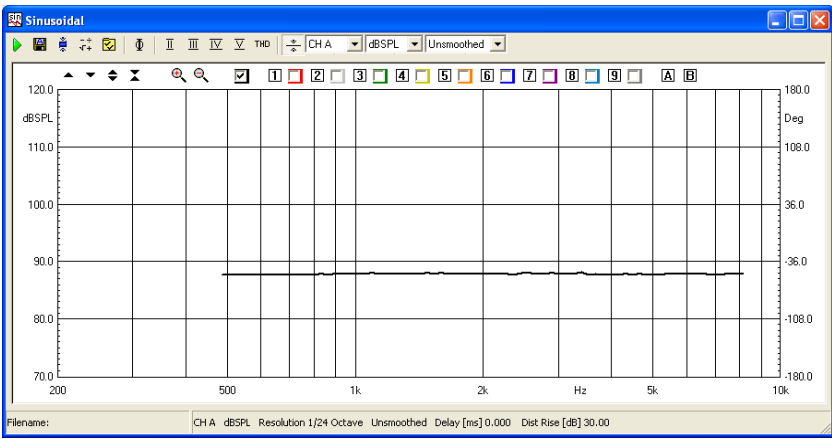 Sinusoidal
II III IV V THD CH A dBSPL Unsmoothed
1 2 3 4 5 6 7 8 9 A B
120.0 180.0
dBSPL Deg
110.0 108.0
100.0 36.0
90.0 -36.0
80.0 -108.0
70.0 -180.0
200 500 1k 2k Hz 5k 10k
Filename: CH A dBSPL Resolution 1/24 Octave Unsmoothed Delay [ms] 0.000 Dist Rise [dB] 30.00